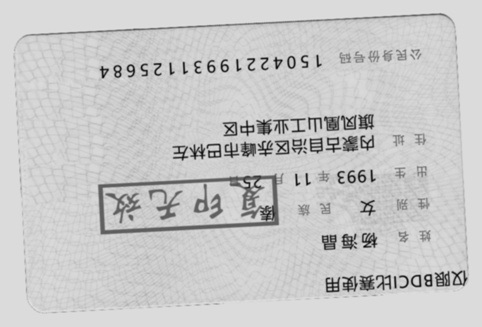 仅限BDCI比赛使用
姓名 杨海晶
性别 女 民族 傣
出生 1993 年 11 月 25 日
住址 内蒙古自治区赤峰市巴林左
旗凤凰山工业集中区
公民身份号码
复印无效